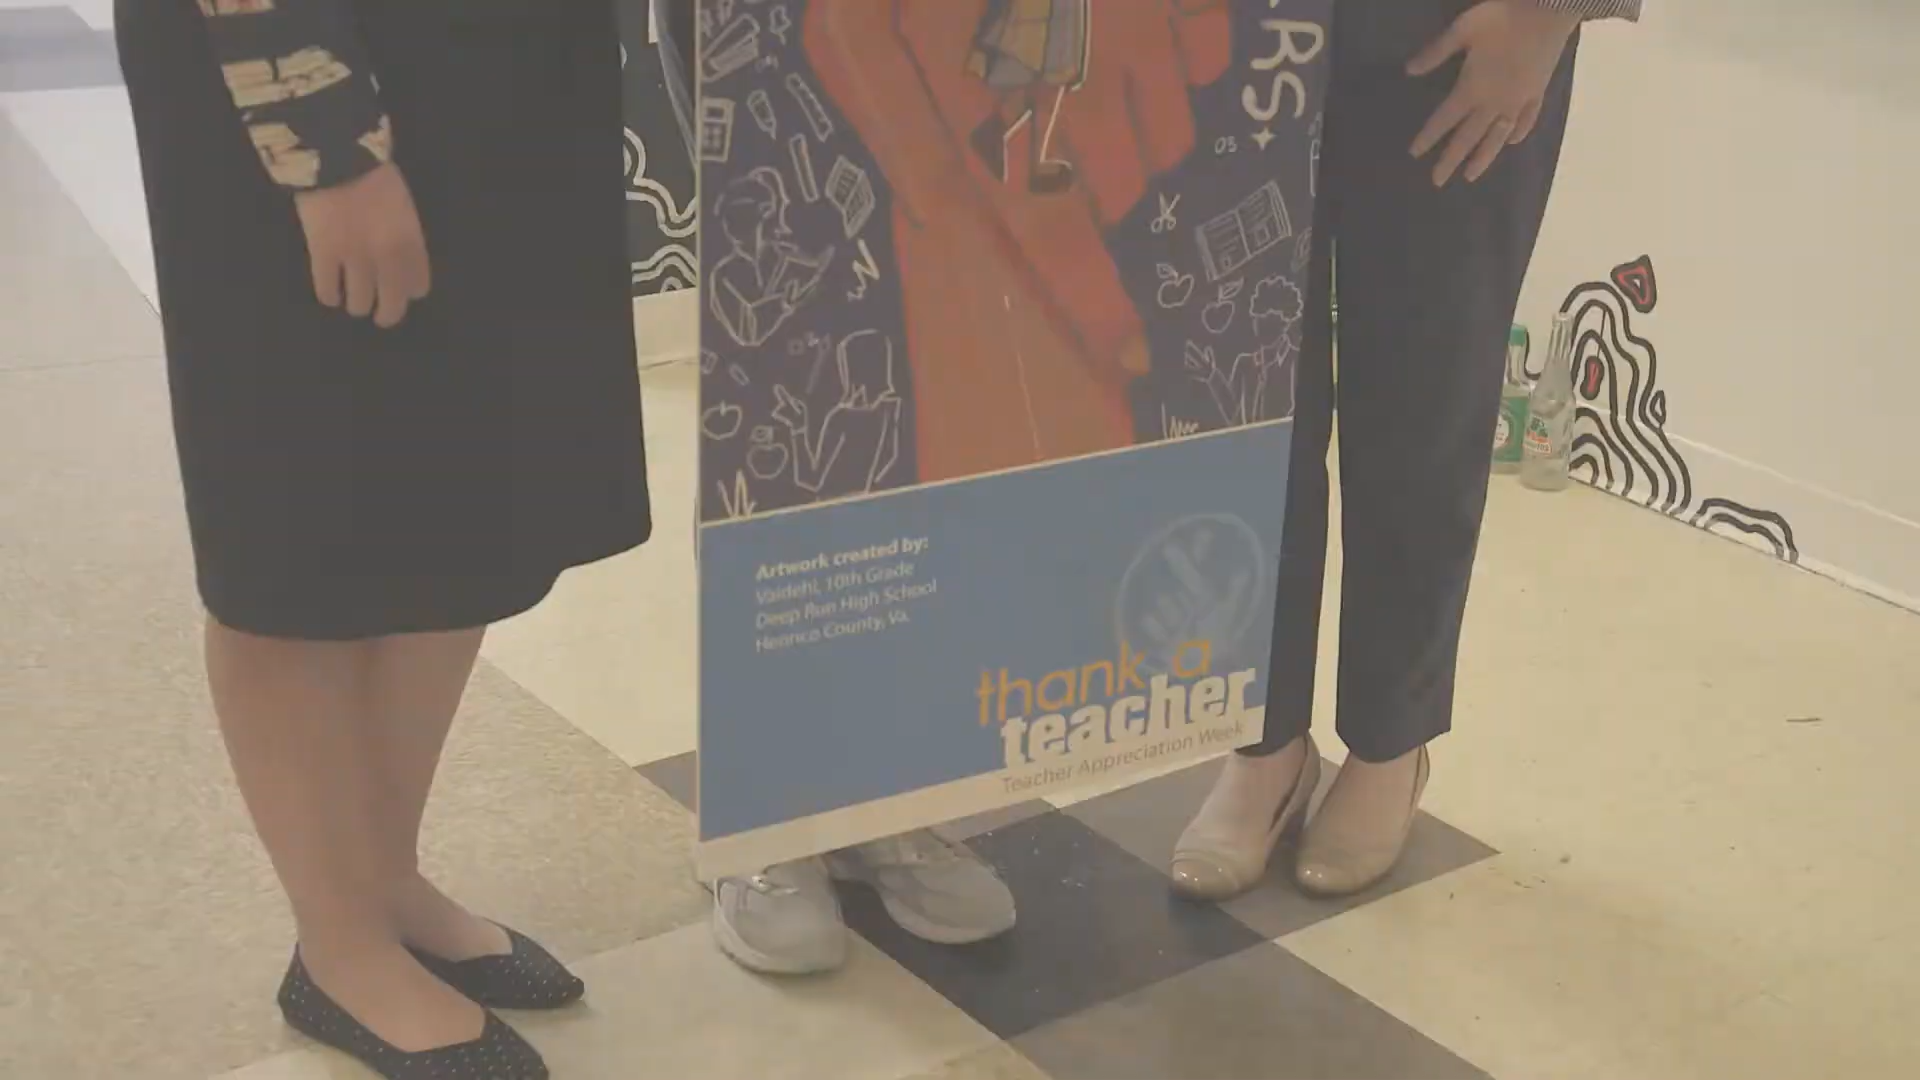 Artwork created by:
Vaidehi, 10th Grade
Deep Run High School
Henrico County, Va.
thank a
teacher
Teacher Appreciation Week